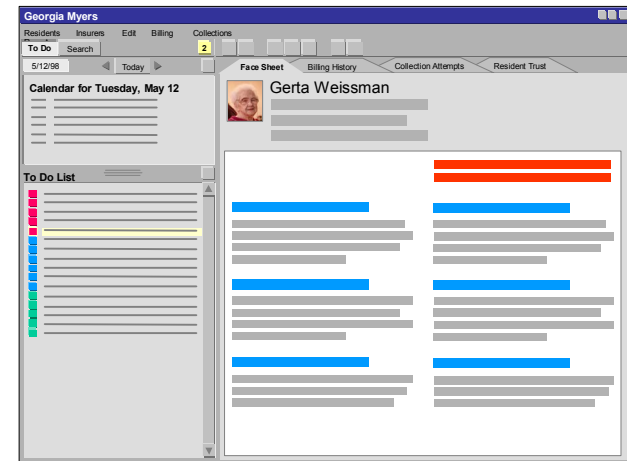 Georgia Myers
Residents Insurers Edit Billing Collections
To Do Search 2
5/12/98 Today
Face Sheet Billing History Collection Attempts Resident Trust
Calendar for Tuesday, May 12
Gerta Weissman
To Do List